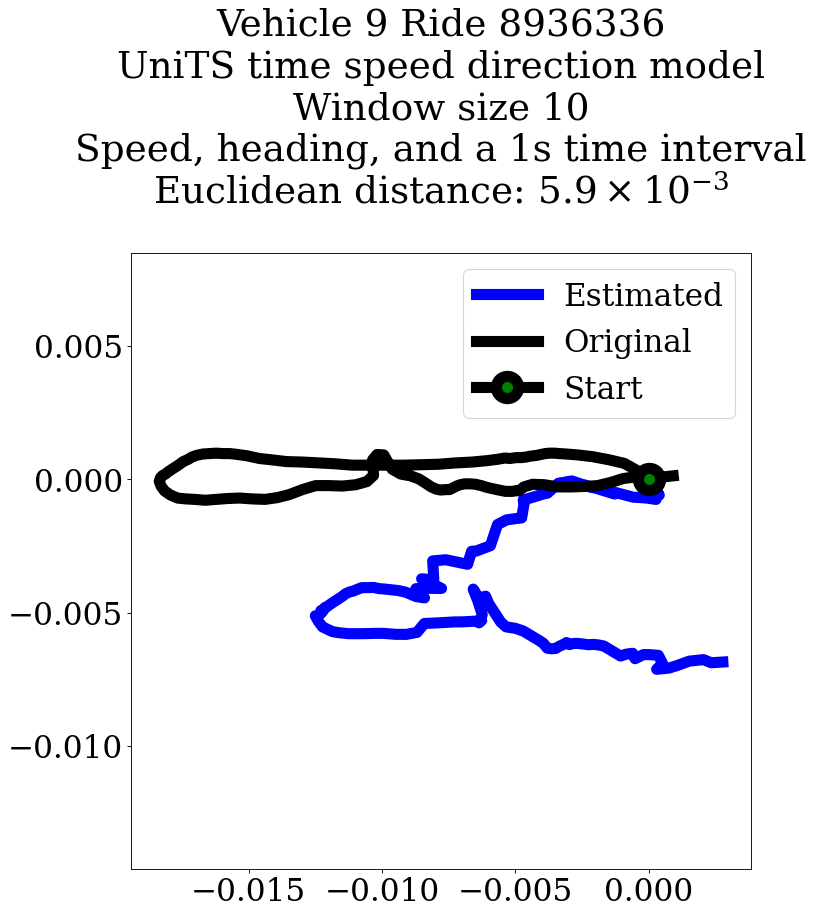 Vehicle 9 Ride 8936336
UniTS time speed direction model
Window size 10
Speed, heading, and a 1s time interval
Euclidean distance: 5.9 × 10⁻³
Estimated
Original
Start
0.005
0.000
−0.005
−0.010
−0.015 −0.010 −0.005 0.000